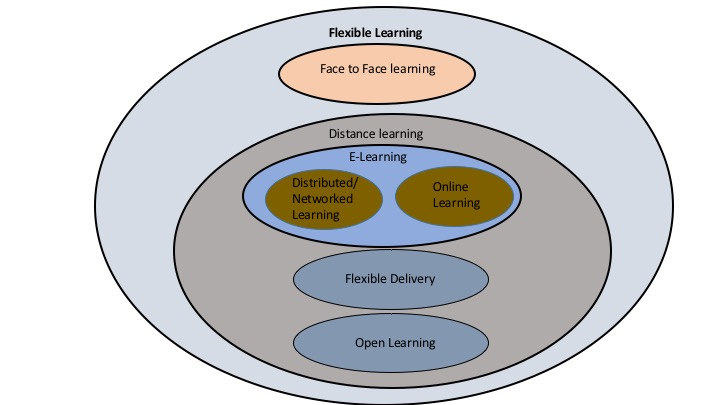 Flexible Learning
Face to Face learning
Distance learning
E-Learning
Distributed/
Networked
Learning
Online
Learning
Flexible Delivery
Open Learning